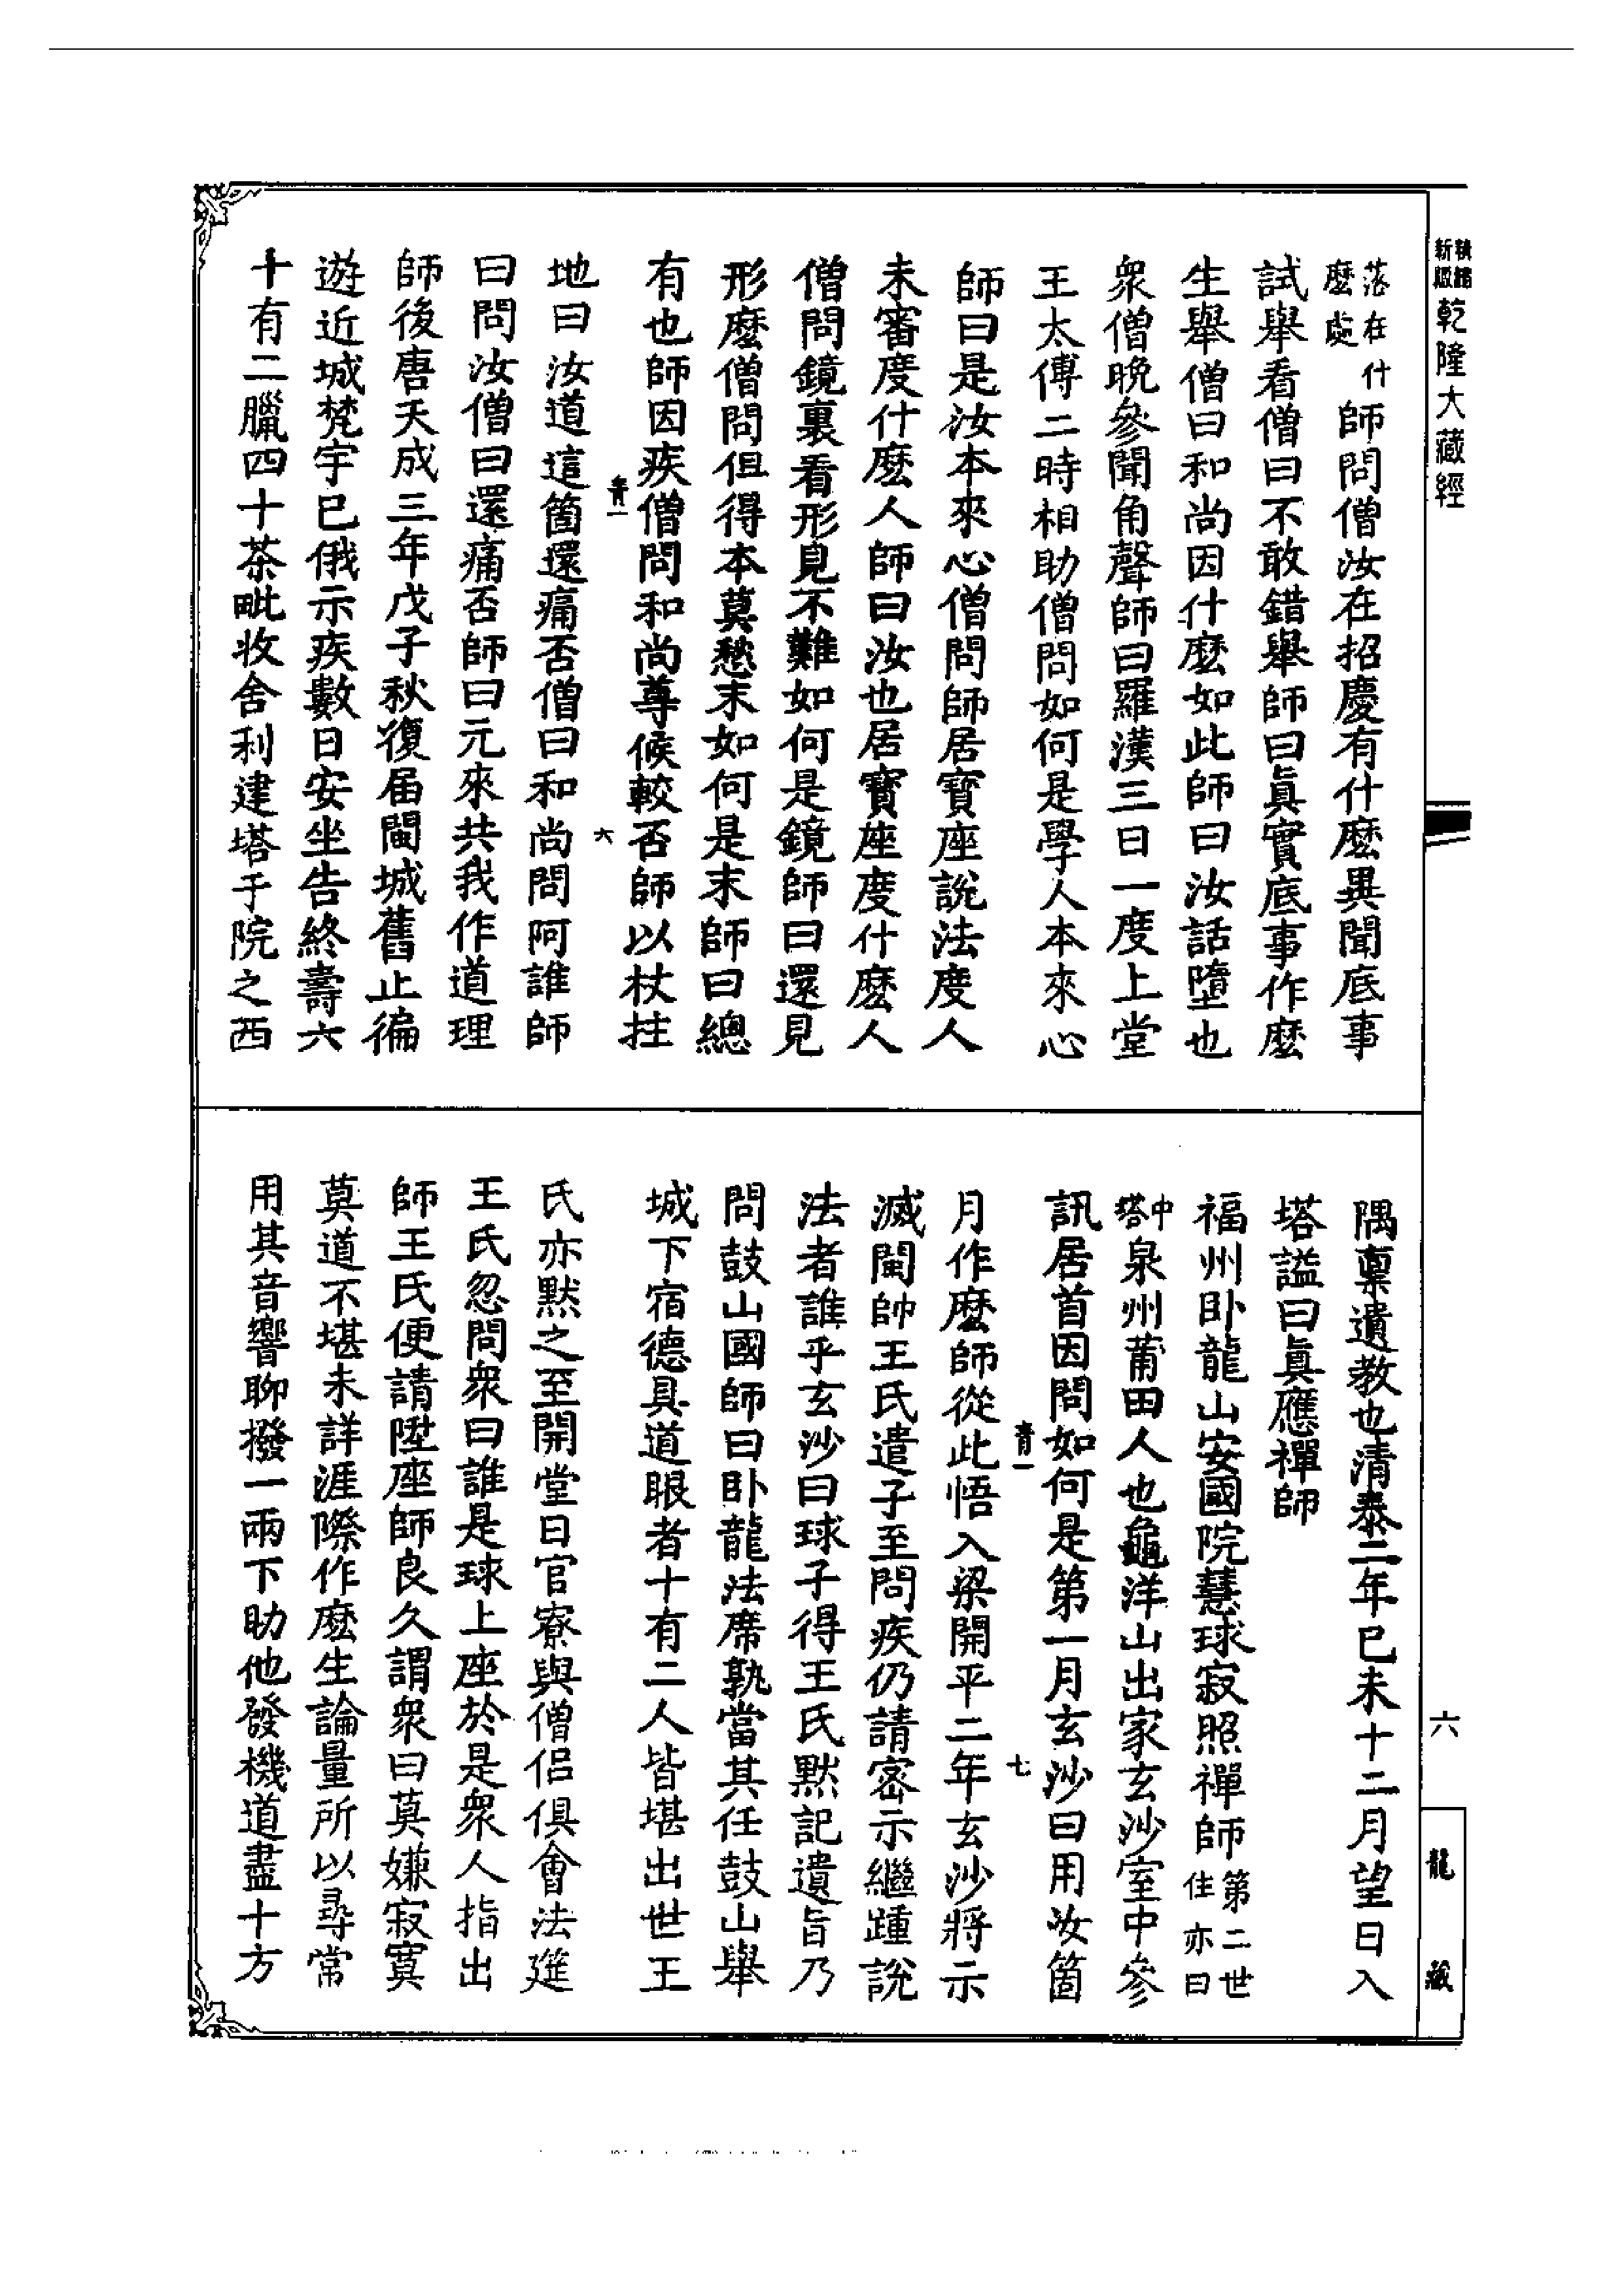 新版精縮乾隆大藏經
落在什麼處師問僧汝在招慶有什麼異聞底事
試舉看僧曰不敢錯舉師曰眞實底事作麼
生舉僧曰和尚因什麼如此師曰汝話墮也
衆僧晚參聞角聲師曰羅漢三日一度上堂
王太傅二時相助僧問如何是學人本來心
師曰是汝本來心僧問師居寶座說法度人
未審度什麼人師曰汝也居寶座度什麼人
僧問鏡裏看形見不難如何是鏡師曰還見
形麼僧問但得本莫愁末如何是末師曰總
有也師因疾僧問和尚尊候較否師以杖拄
青一
六
地曰汝道這箇還痛否僧曰和尚問阿誰師
曰問汝僧曰還痛否師曰元來共我作道理
師後唐天成三年戊子秋復届閩城舊止徧
遊近城梵宇已俄示疾數日安坐告終壽六
十有二臘四十茶毗收舍利建塔于院之西
隅稟遺教也清泰二年巳未十二月望日入
塔謚曰眞應禪師
福州卧龍山安國院慧球寂照禪師第二世住亦曰
中塔泉州莆田人也龜洋山出家玄沙室中參
訊居首因問如何是第一月玄沙曰用汝箇
青一
七
月作麼師從此悟入梁開平二年玄沙將示
滅閩帥王氏遣子至問疾仍請密示繼踵說
法者誰乎玄沙曰球子得王氏默記遺旨乃
問鼓山國師曰卧龍法席孰當其任鼓山舉
城下宿德具道眼者十有二人皆堪出世王
氏亦默之至開堂日官寮與僧侣俱會法筵
王氏忽問衆曰誰是球上座於是衆人指出
師王氏便請陞座師良久謂衆曰莫嫌寂寞
莫道不堪未詳涯際作麼生論量所以尋常
用其音響聊撥一兩下助他發機道盡十方
六
龍藏